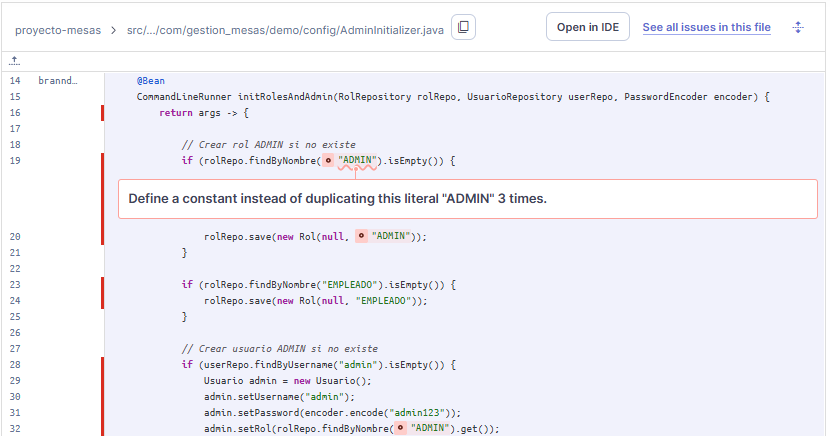 proyecto-mesas > src/.../com/gestion_mesas/demo/config/AdminInitializer.java Open in IDE See all issues in this file
14 brannd… @Bean
15 CommandLineRunner initRolesAndAdmin(RolRepository rolRepo, UsuarioRepository userRepo, PasswordEncoder encoder) {
16 return args -> {
17
18 // Crear rol ADMIN si no existe
19 if (rolRepo.findByNombre("ADMIN").isEmpty()) {
Define a constant instead of duplicating this literal "ADMIN" 3 times.
20 rolRepo.save(new Rol(null, "ADMIN"));
21 }
22
23 if (rolRepo.findByNombre("EMPLEADO").isEmpty()) {
24 rolRepo.save(new Rol(null, "EMPLEADO"));
25 }
26
27 // Crear usuario ADMIN si no existe
28 if (userRepo.findByUsername("admin").isEmpty()) {
29 Usuario admin = new Usuario();
30 admin.setUsername("admin");
31 admin.setPassword(encoder.encode("admin123"));
32 admin.setRol(rolRepo.findByNombre("ADMIN").get());